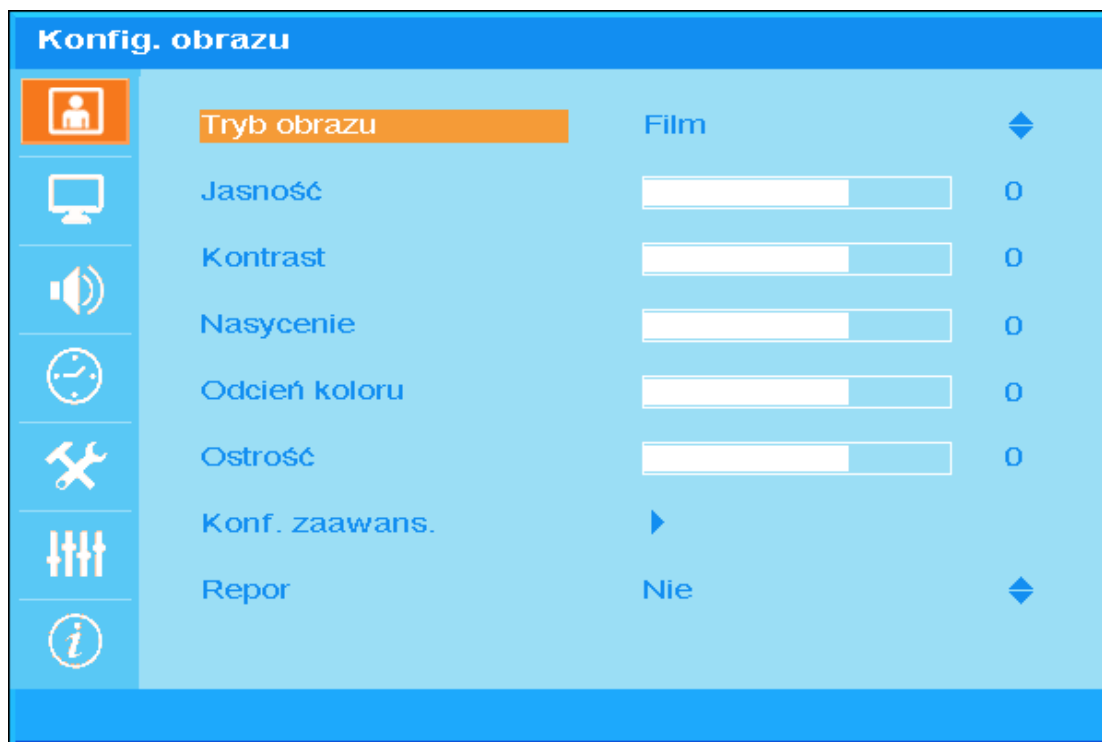 Konfig. obrazu
Tryb obrazu Film
Jasność 0
Kontrast 0
Nasycenie 0
Odcień koloru 0
Ostrość 0
Konf. zaawans.
Repor Nie